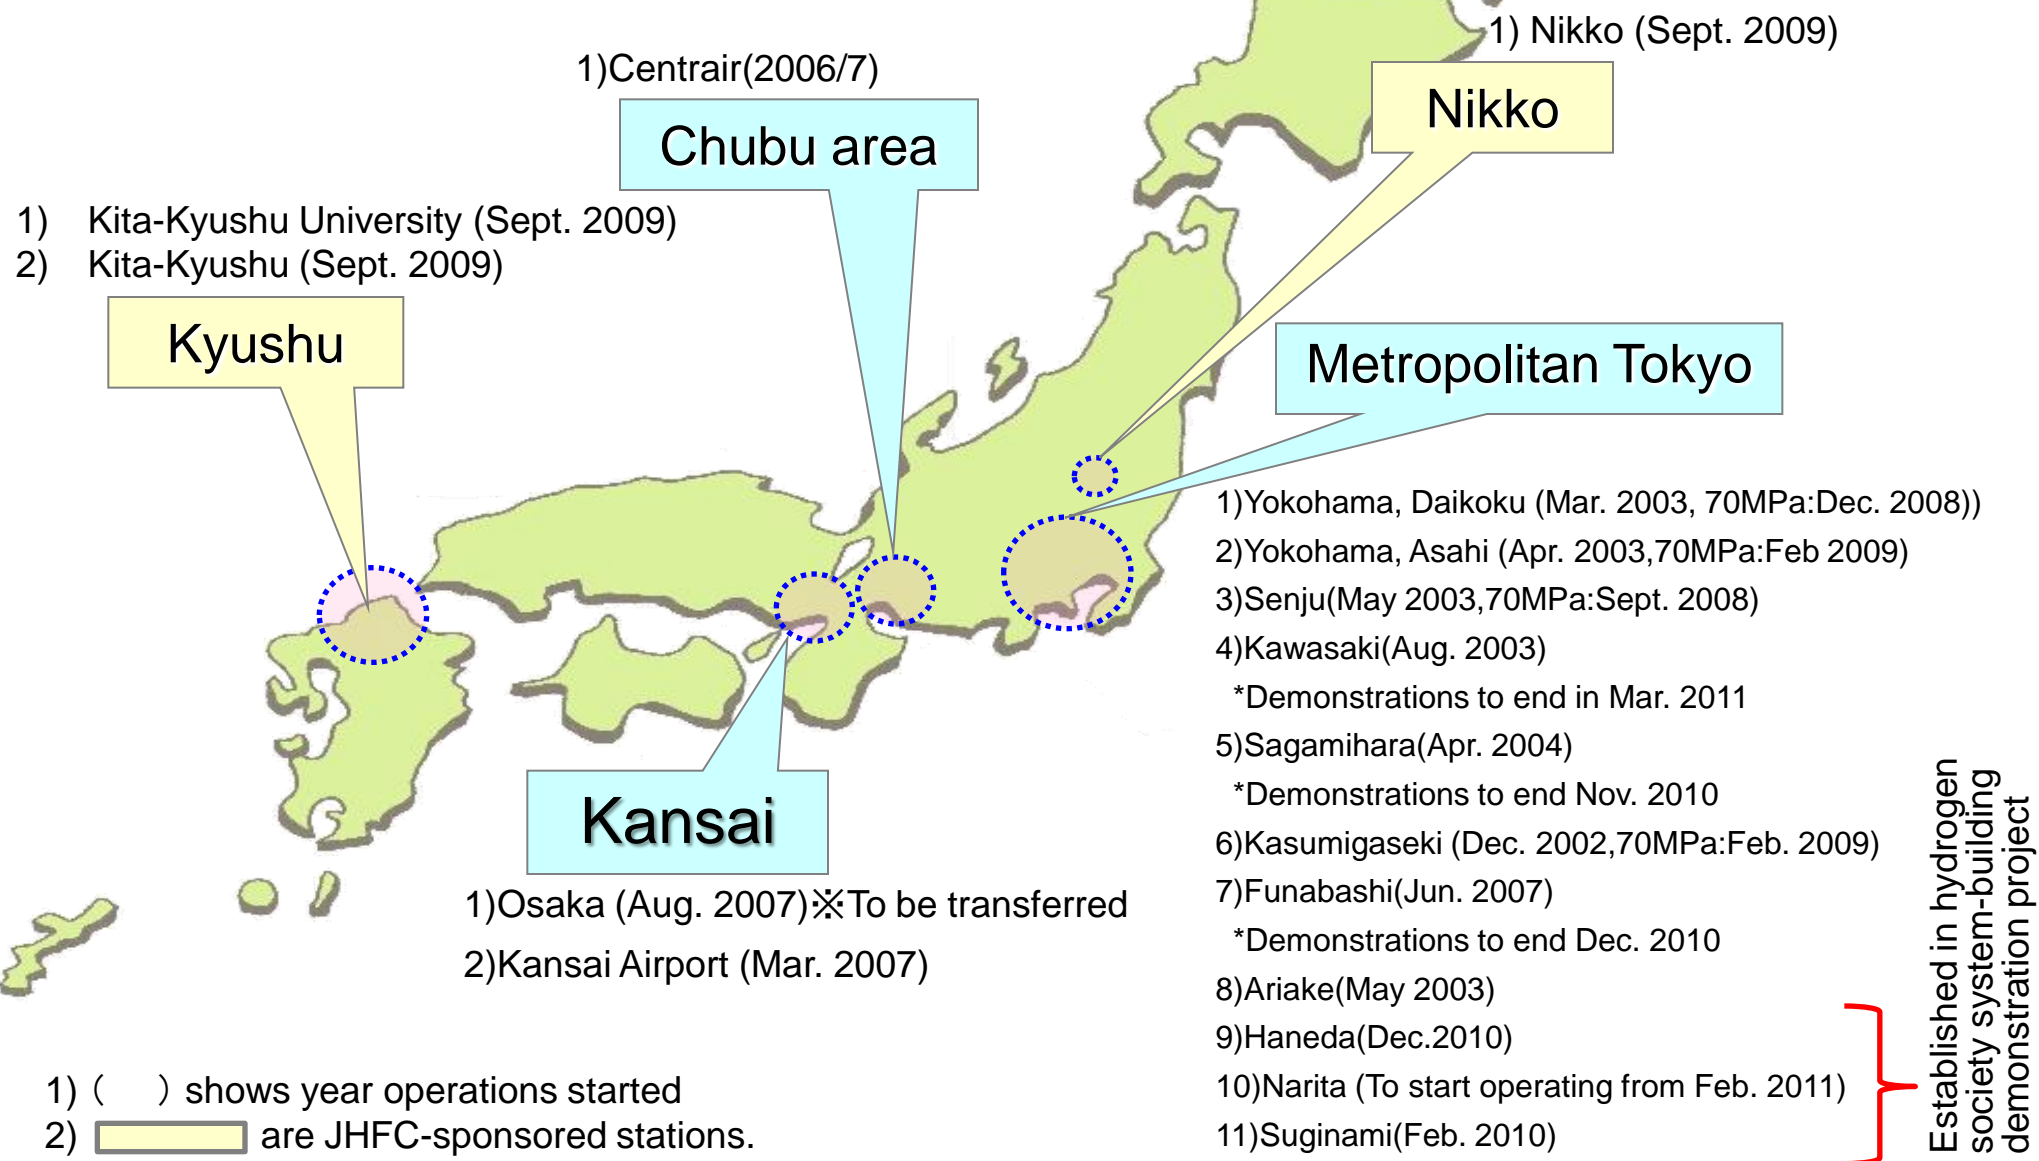 1) Nikko (Sept. 2009)
1)Centrair(2006/7)
Nikko
Chubu area
1) Kita-Kyushu University (Sept. 2009)
2) Kita-Kyushu (Sept. 2009)
Kyushu
Metropolitan Tokyo
1)Yokohama, Daikoku (Mar. 2003, 70MPa:Dec. 2008))
2)Yokohama, Asahi (Apr. 2003,70MPa:Feb 2009)
3)Senju(May 2003,70MPa:Sept. 2008)
4)Kawasaki(Aug. 2003)
*Demonstrations to end in Mar. 2011
5)Sagamihara(Apr. 2004)
*Demonstrations to end Nov. 2010
6)Kasumigaseki (Dec. 2002,70MPa:Feb. 2009)
7)Funabashi(Jun. 2007)
*Demonstrations to end Dec. 2010
8)Ariake(May 2003)
9)Haneda(Dec.2010)
10)Narita (To start operating from Feb. 2011)
11)Suginami(Feb. 2010)
Established in hydrogen
society system-building
demonstration project
Kansai
1)Osaka (Aug. 2007)※To be transferred
2)Kansai Airport (Mar. 2007)
1)（　）shows year operations started
2) are JHFC-sponsored stations.